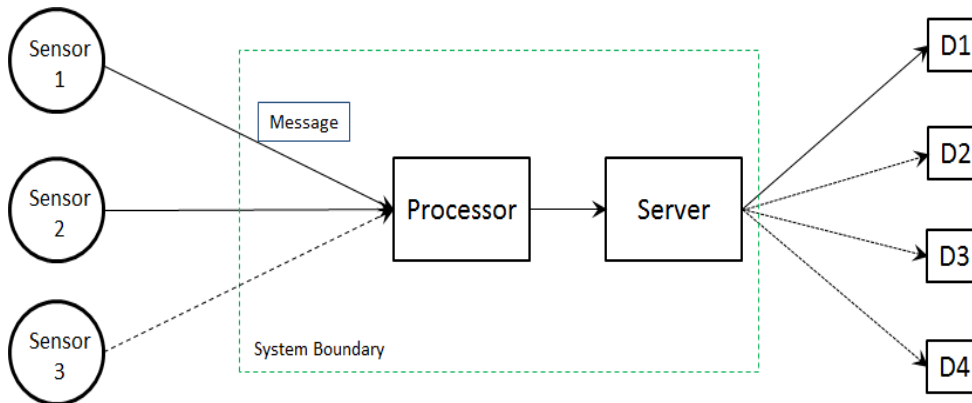 Sensor
1
Message
Sensor
2
Sensor
3
Processor
Server
System Boundary
D1
D2
D3
D4